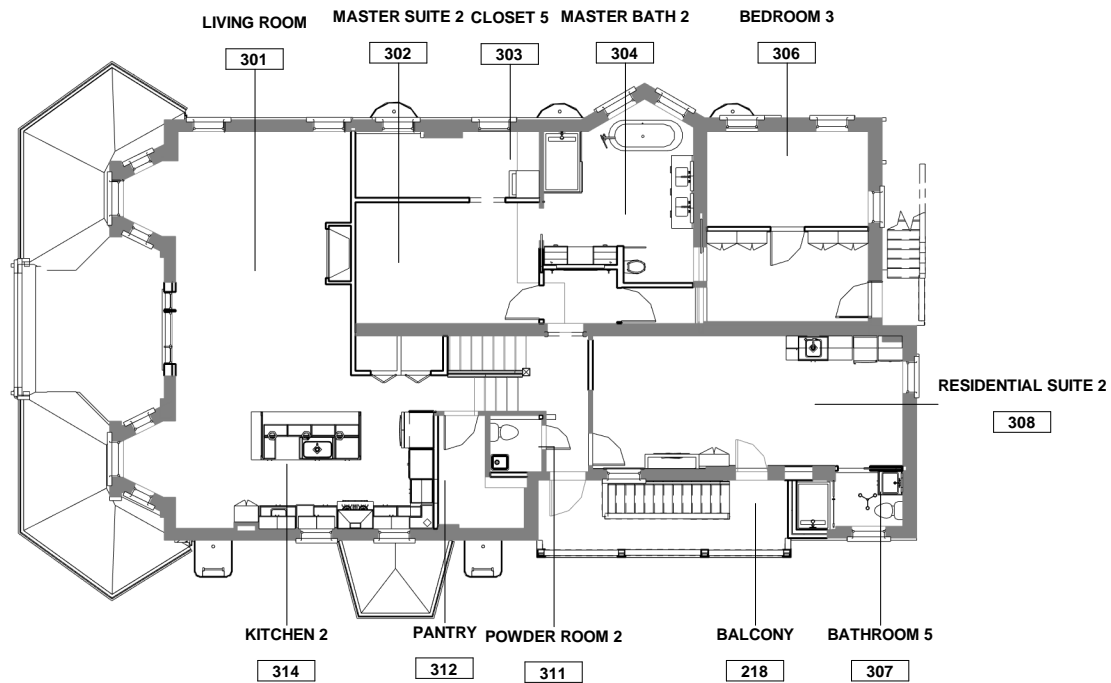 LIVING ROOM
301
MASTER SUITE 2
302
CLOSET 5
303
MASTER BATH 2
304
BEDROOM 3
306
RESIDENTIAL SUITE 2
308
KITCHEN 2
314
PANTRY
312
POWDER ROOM 2
311
BALCONY
218
BATHROOM 5
307